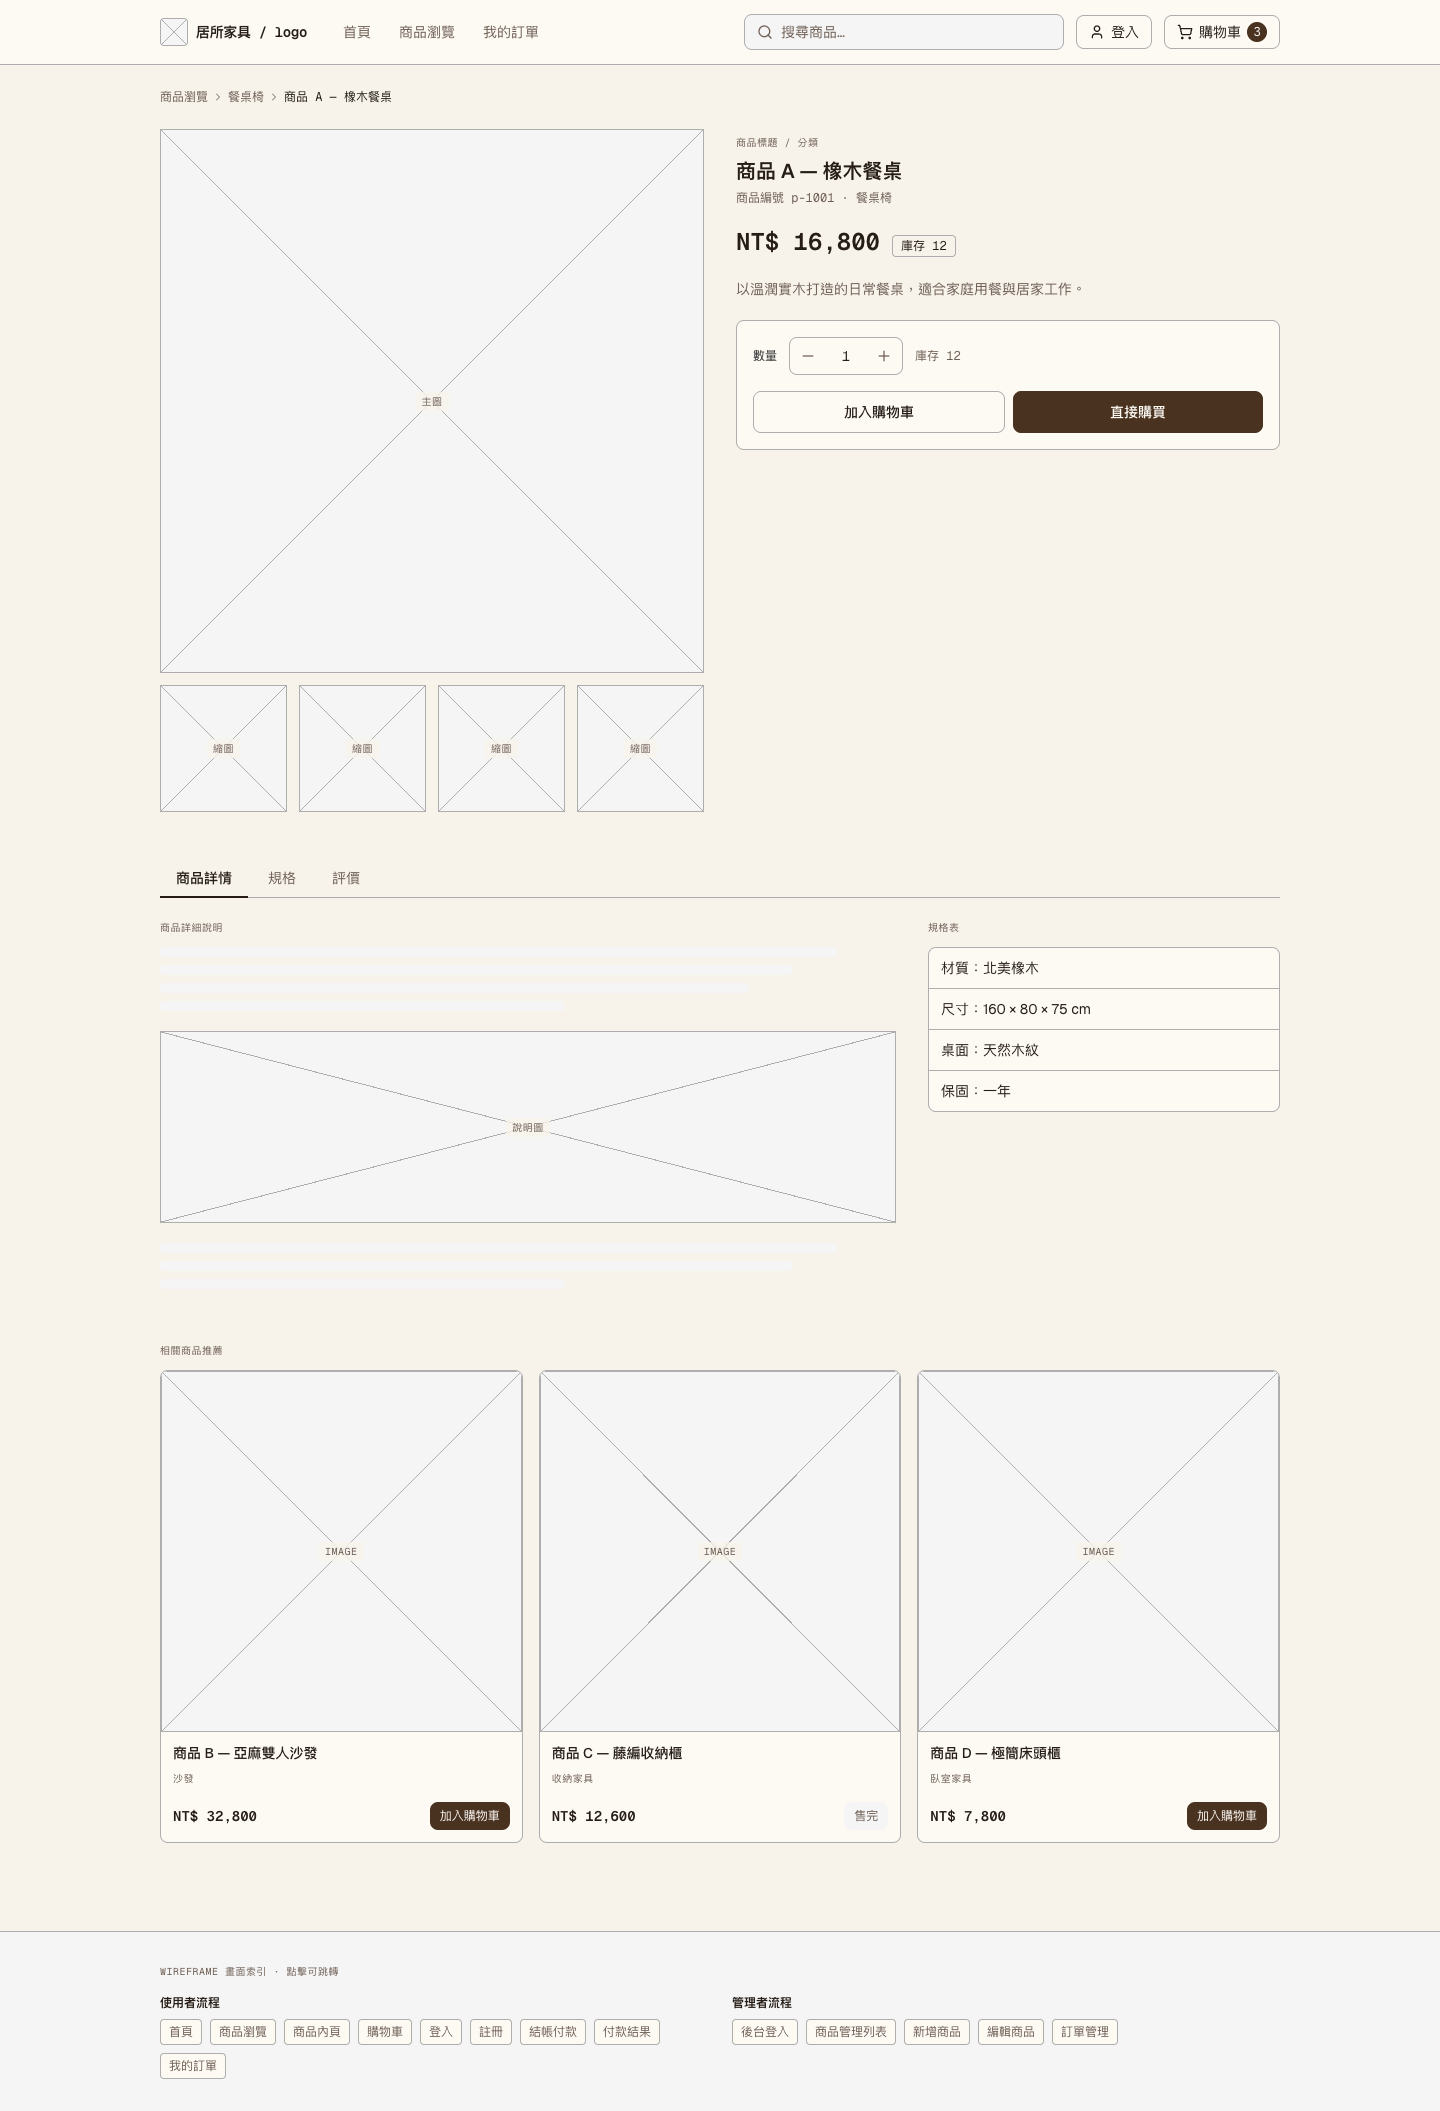 居所家具 / logo
首頁
商品瀏覽
我的訂單
搜尋商品…
登入
購物車 3
商品瀏覽 > 餐桌椅 > 商品 A — 橡木餐桌
主圖
縮圖
縮圖
縮圖
縮圖
商品標題 / 分類
商品 A — 橡木餐桌
商品編號 p-1001 · 餐桌椅
NT$ 16,800 庫存 12
以溫潤實木打造的日常餐桌，適合家庭用餐與居家工作。
數量 − 1 + 庫存 12
加入購物車
直接購買
商品詳情
規格
評價
商品詳細說明
說明圖
規格表
材質：北美橡木
尺寸：160 × 80 × 75 cm
桌面：天然木紋
保固：一年
相關商品推薦
IMAGE
商品 B — 亞麻雙人沙發
沙發
NT$ 32,800
加入購物車
IMAGE
商品 C — 藤編收納櫃
收納家具
NT$ 12,600
售完
IMAGE
商品 D — 極簡床頭櫃
臥室家具
NT$ 7,800
加入購物車
WIREFRAME 畫面索引 · 點擊可跳轉
使用者流程
首頁
商品瀏覽
商品內頁
購物車
登入
註冊
結帳付款
付款結果
我的訂單
管理者流程
後台登入
商品管理列表
新增商品
編輯商品
訂單管理